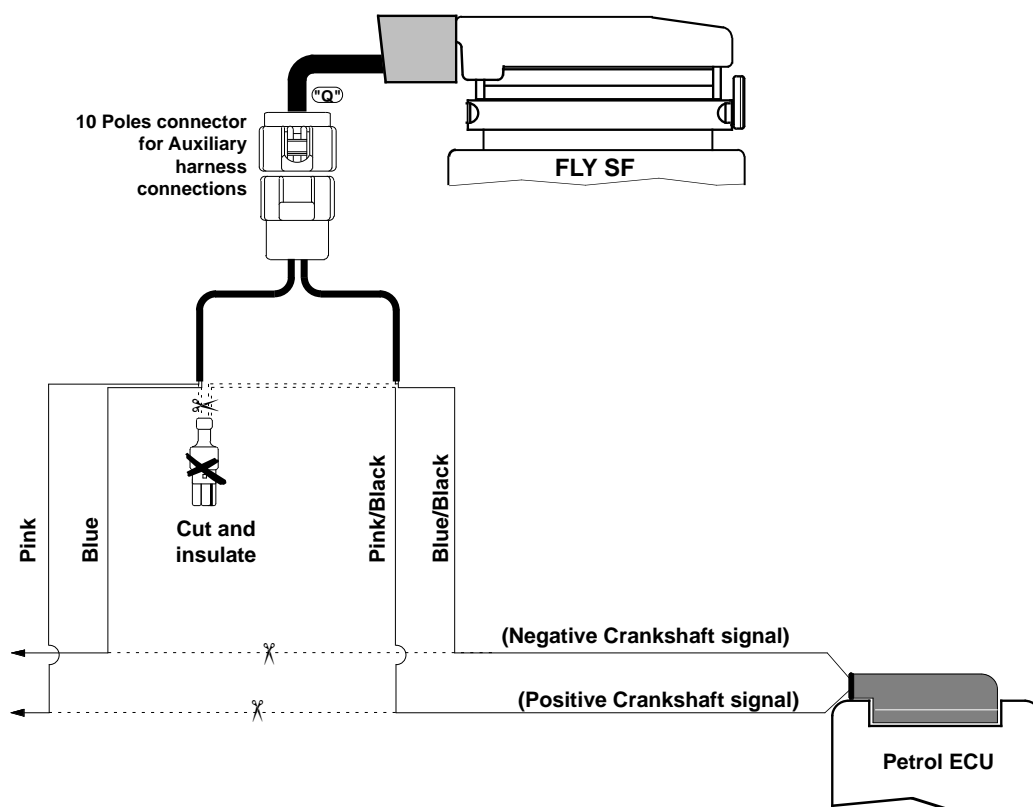 "Q"
10 Poles connector
for Auxiliary
harness
connections
FLY SF
Pink
Blue
Cut and
insulate
Pink/Black
Blue/Black
(Negative Crankshaft signal)
(Positive Crankshaft signal)
Petrol ECU